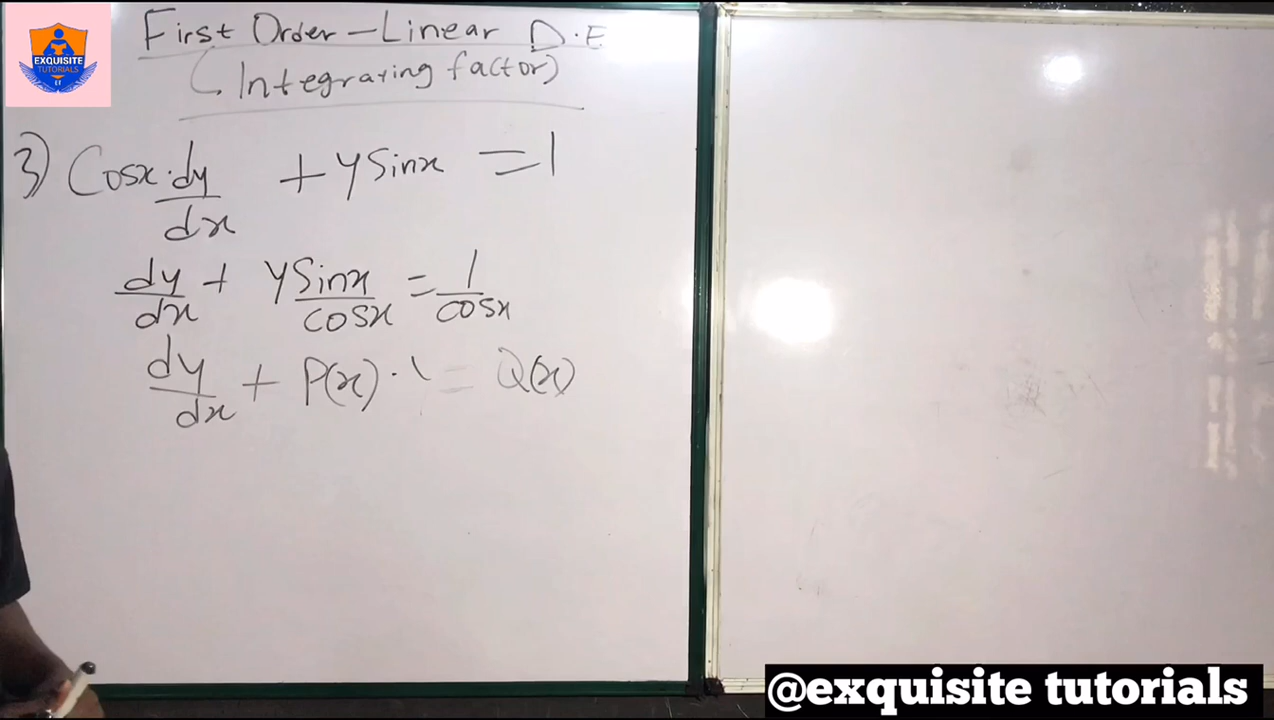 EXQUISITE
TUTORIALS
First Order - Linear D.E
(Integrating factor)
3) Cosx. dy/dx + ySinx = 1
dy/dx + ySinx/cosx = 1/cosx
dy/dx + P(x) · = Q(x)
@exquisite tutorials